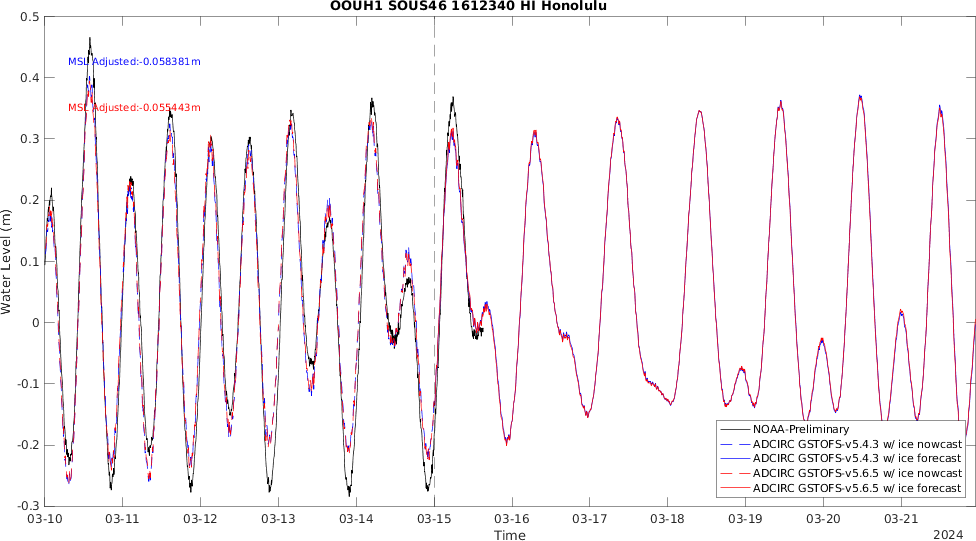 OOUH1 SOUS46 1612340 HI Honolulu
0.5
MSL Adjusted:-0.058381m
0.4
MSL Adjusted:-0.055443m
0.3
0.2
0.1
0
-0.1
-0.2
-0.3
Water Level (m)
NOAA-Preliminary
ADCIRC GSTOFS-v5.4.3 w/ ice nowcast
ADCIRC GSTOFS-v5.4.3 w/ ice forecast
ADCIRC GSTOFS-v5.6.5 w/ ice nowcast
ADCIRC GSTOFS-v5.6.5 w/ ice forecast
03-10 03-11 03-12 03-13 03-14 03-15 03-16 03-17 03-18 03-19 03-20 03-21
Time
2024